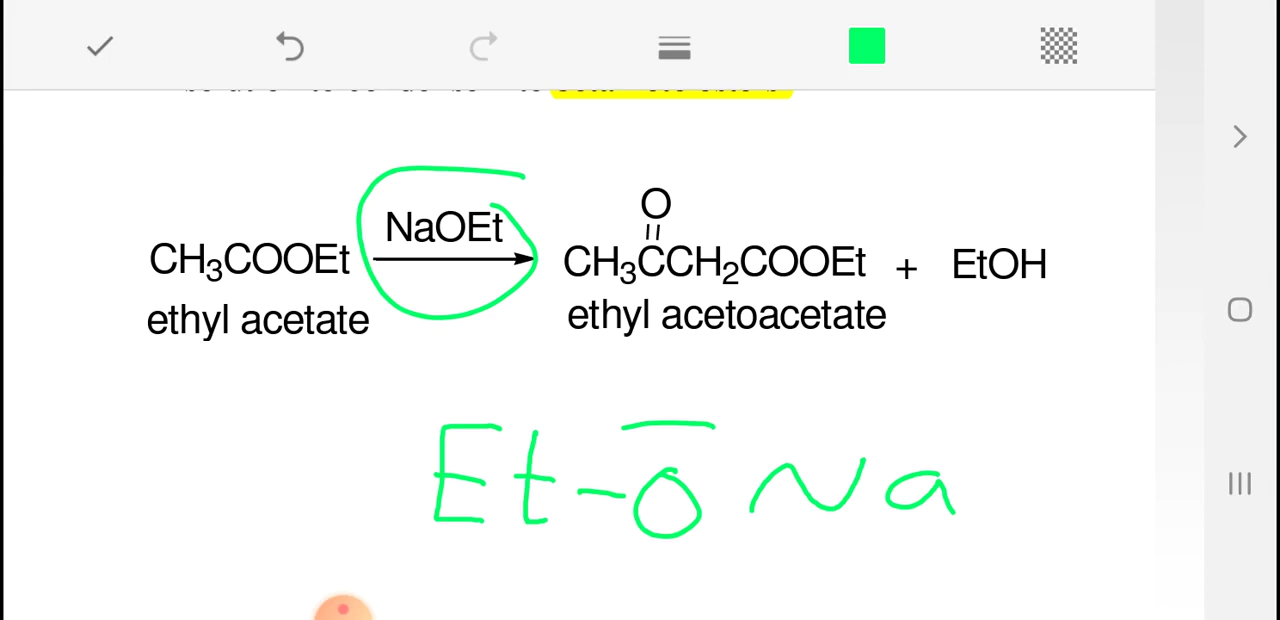 NaOEt
O
CH₃COOEt CH₃CCH₂COOEt + EtOH
ethyl acetate ethyl acetoacetate
Et-O̅ Na